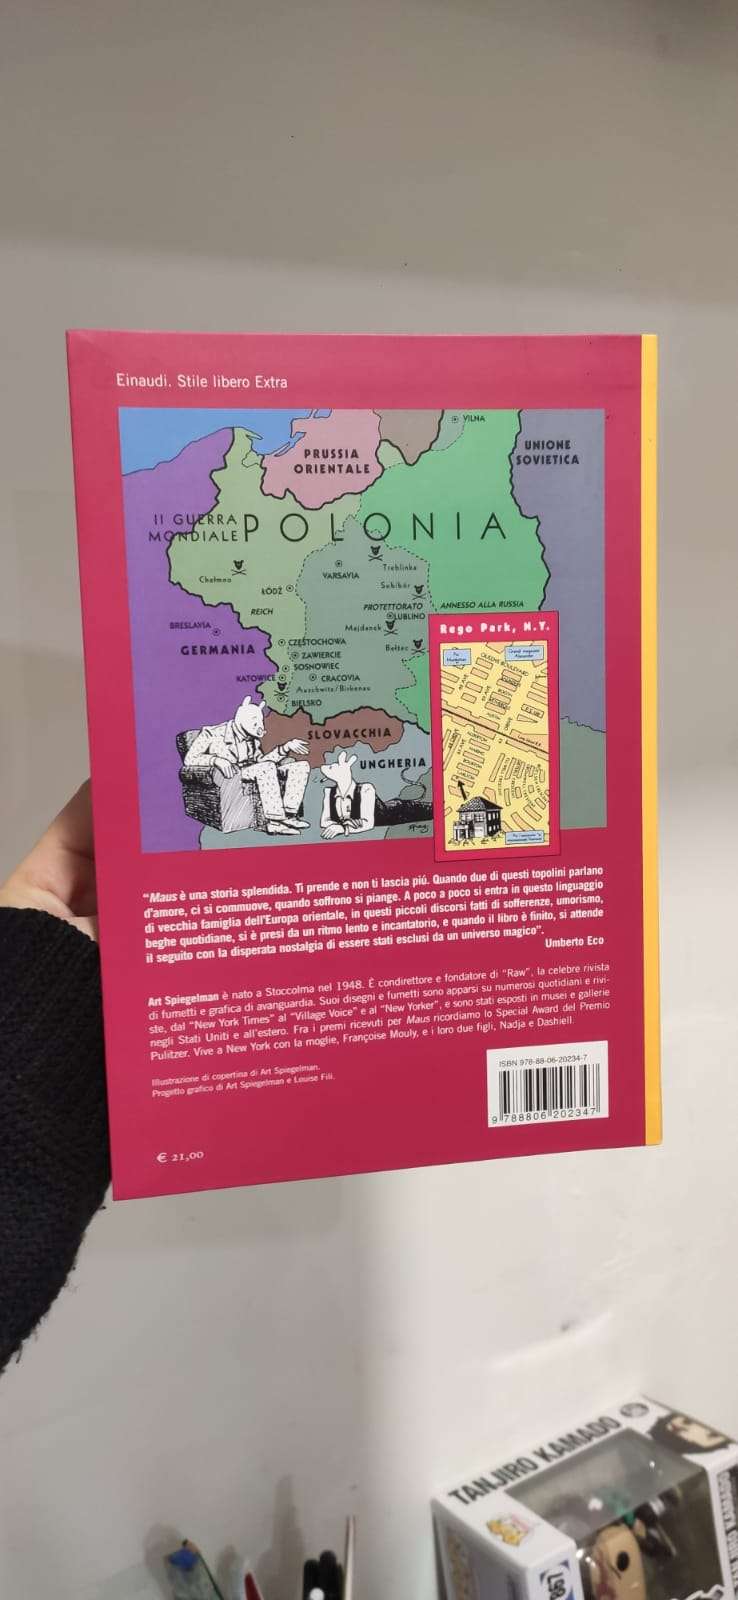 Einaudi. Stile libero Extra
VILNA
PRUSSIA
ORIENTALE
UNIONE
SOVIETICA
II GUERRA
MONDIALE
POLONIA
Chełmno
VARSAVIA
Treblinka
ŁÓDŹ
Sobibór
REICH
PROTETTORATO
ANNESSO ALLA RUSSIA
LUBLINO
BRESLAVIA
Majdanek
GERMANIA
CZĘSTOCHOWA
Bełżec
ZAWIERCIE
SOSNOWIEC
KATOWICE
CRACOVIA
Auschwitz/Birkenau
BIELSKO
SLOVACCHIA
UNGHERIA
Rego Park, N.Y.
QUEENS BOULEVARD
AUSTIN
“Maus è una storia splendida. Ti prende e non ti lascia piú. Quando due di questi topolini parlano
d'amore, ci si commuove, quando soffrono si piange. A poco a poco si entra in questo linguaggio
di vecchia famiglia dell'Europa orientale, in questi piccoli discorsi fatti di sofferenze, umorismo,
beghe quotidiane, si è presi da un ritmo lento e incantatorio, e quando il libro è finito, si attende
il seguito con la disperata nostalgia di essere stati esclusi da un universo magico”.
Umberto Eco
Art Spiegelman è nato a Stoccolma nel 1948. È condirettore e fondatore di “Raw”, la celebre rivista
di fumetti e grafica di avanguardia. Suoi disegni e fumetti sono apparsi su numerosi quotidiani e rivi-
ste, dal “New York Times” al “Village Voice” e al “New Yorker”, e sono stati esposti in musei e gallerie
negli Stati Uniti e all'estero. Fra i premi ricevuti per Maus ricordiamo lo Special Award del Premio
Pulitzer. Vive a New York con la moglie, Françoise Mouly, e i loro due figli, Nadja e Dashiell.
Illustrazione di copertina di Art Spiegelman.
Progetto grafico di Art Spiegelman e Louise Fili.
ISBN 978-88-06-20234-7
9 788806 202347
€ 21,00
TANJIRO KAMADO